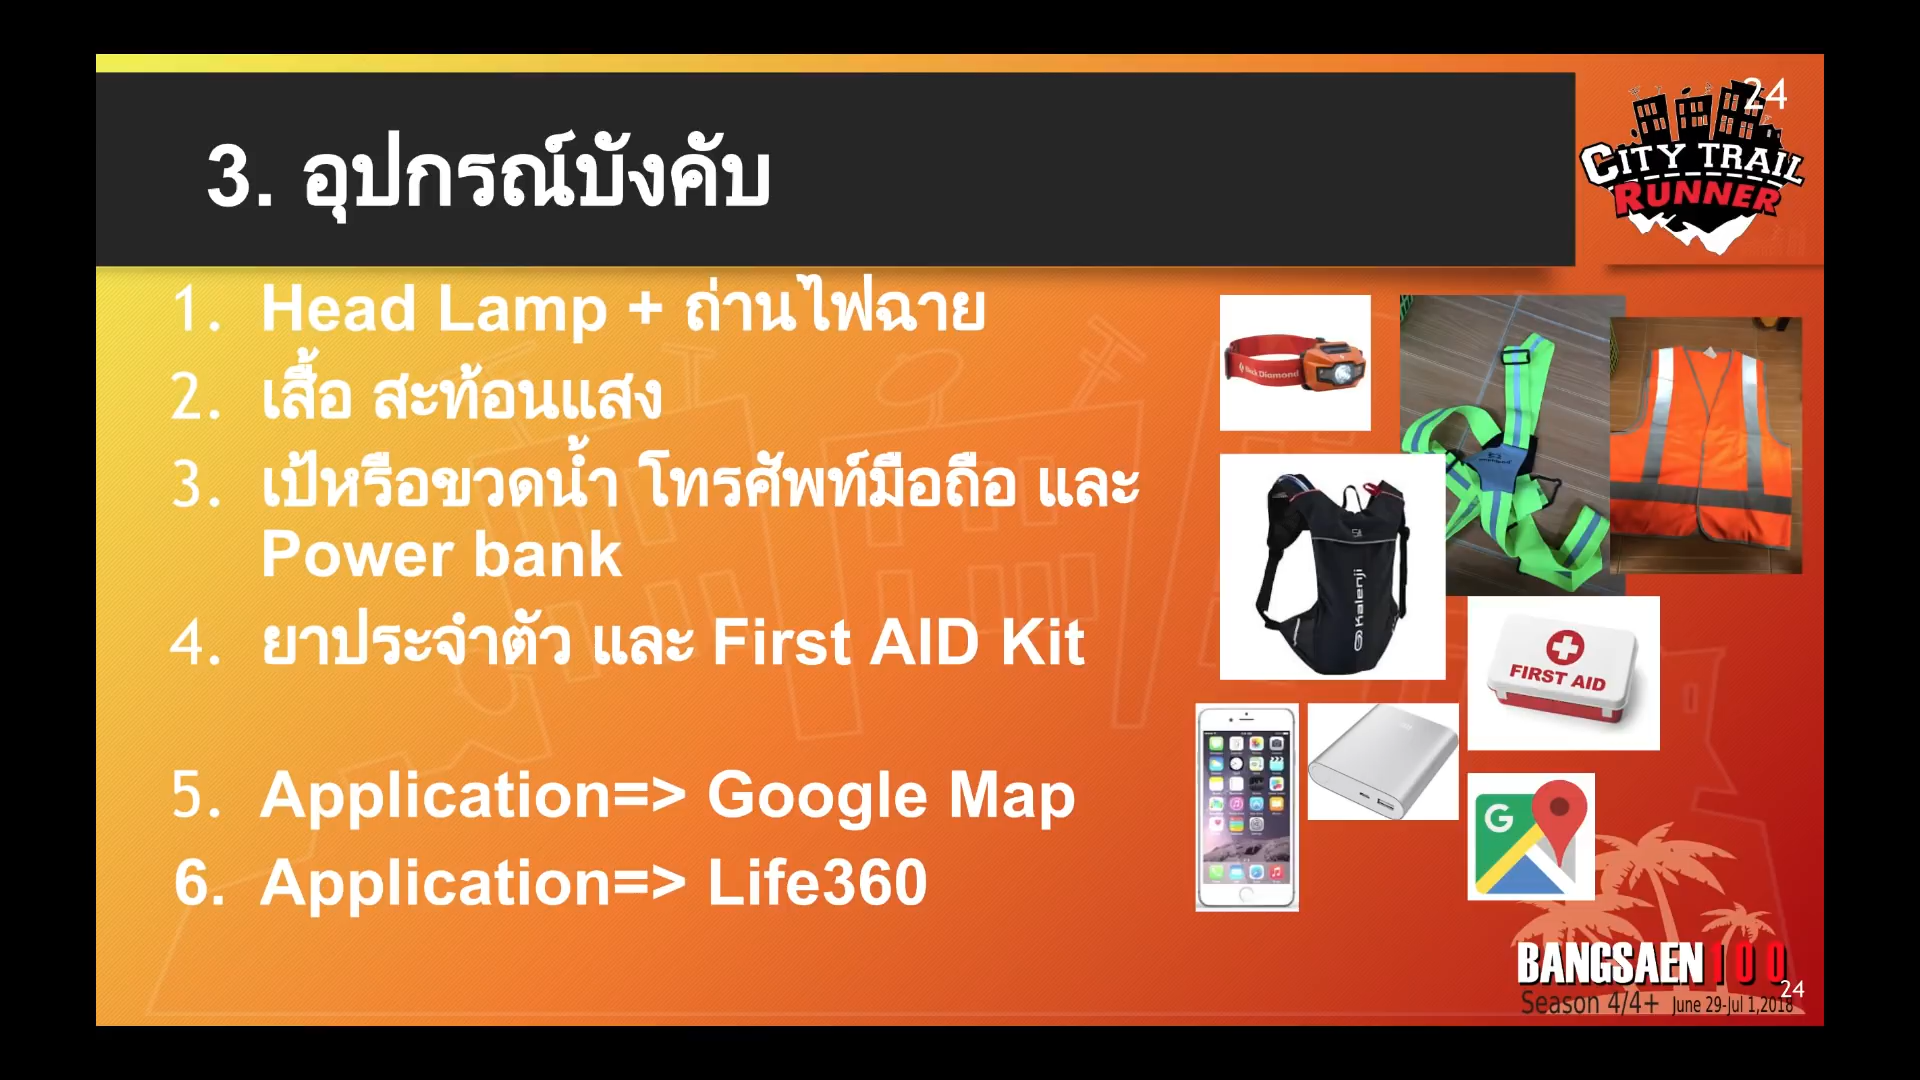 24
3. อุปกรณ์บังคับ
CITY TRAIL
RUNNER
1. Head Lamp + ถ่านไฟฉาย
2. เสื้อ สะท้อนแสง
3. เป้หรือขวดน้ำ โทรศัพท์มือถือ และ
Power bank
4. ยาประจำตัว และ First AID Kit
5. Application=> Google Map
6. Application=> Life360
Black Diamond
Kalenji
FIRST AID
G
BANGSAEN100
24
Season 4/4+ June 29-Jul 1,2018